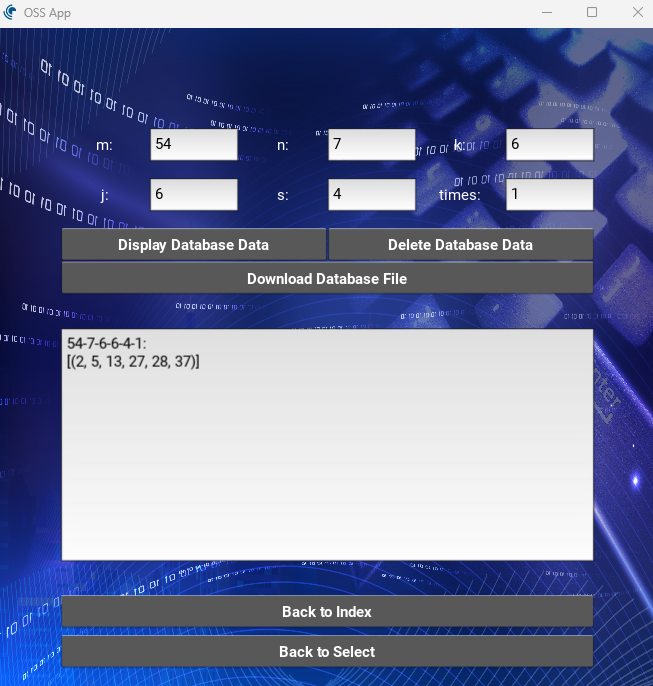 OSS App
m: 54 n: 7 k: 6
j: 6 s: 4 times: 1
Display Database Data Delete Database Data
Download Database File
54-7-6-6-4-1:
[(2, 5, 13, 27, 28, 37)]
Back to Index
Back to Select